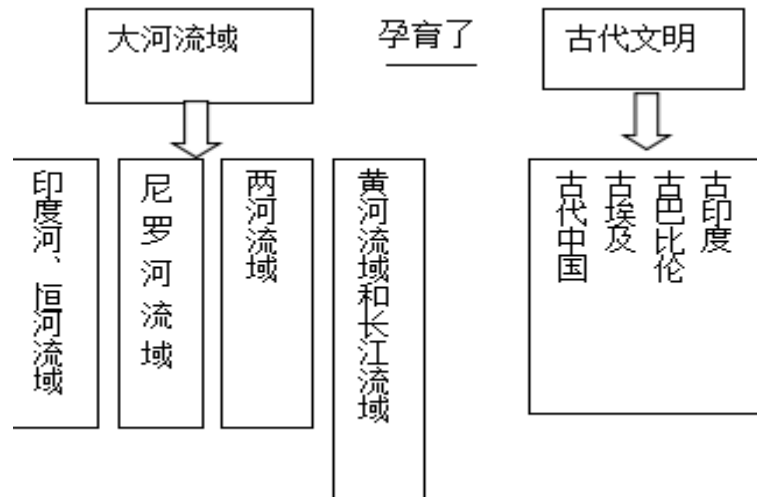 大河流域
孕育了
古代文明
印度河、恒河流域
尼罗河流域
两河流域
黄河流域和长江流域
古代中国
古埃及
古巴比伦
古印度